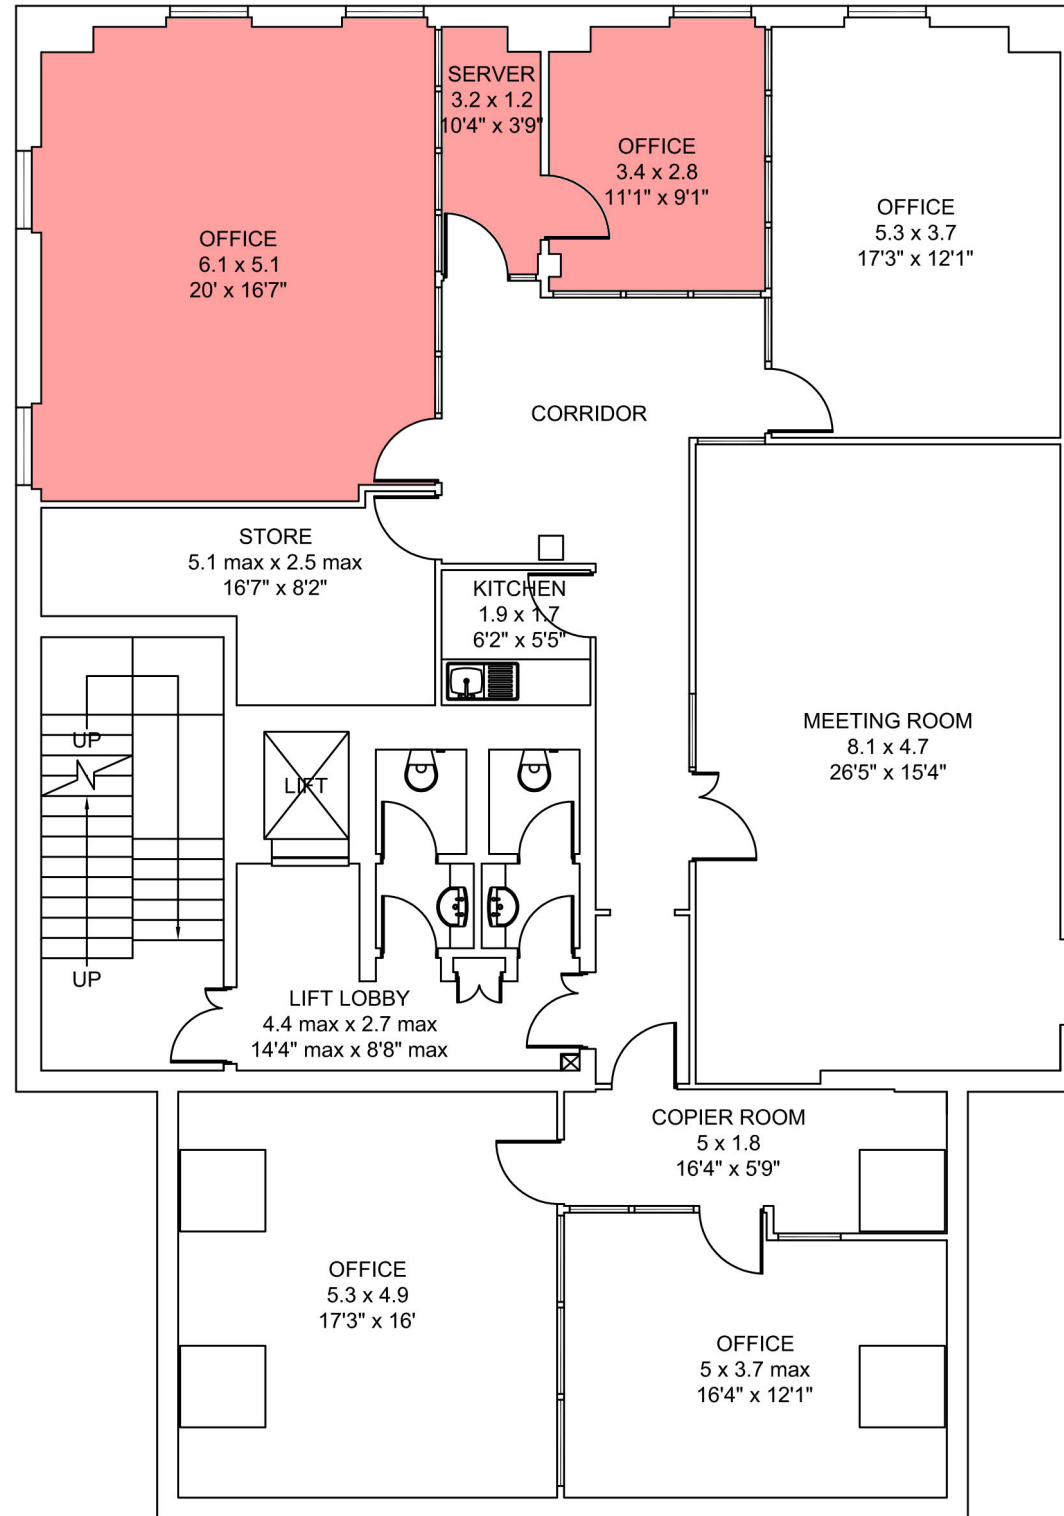 SERVER
3.2 x 1.2
10'4" x 3'9"
OFFICE
3.4 x 2.8
11'1" x 9'1"
OFFICE
5.3 x 3.7
17'3" x 12'1"
OFFICE
6.1 x 5.1
20' x 16'7"
CORRIDOR
STORE
5.1 max x 2.5 max
16'7" x 8'2"
KITCHEN
1.9 x 1.7
6'2" x 5'5"
MEETING ROOM
8.1 x 4.7
26'5" x 15'4"
UP
LIFT
UP
LIFT LOBBY
4.4 max x 2.7 max
14'4" max x 8'8" max
COPIER ROOM
5 x 1.8
16'4" x 5'9"
OFFICE
5.3 x 4.9
17'3" x 16'
OFFICE
5 x 3.7 max
16'4" x 12'1"